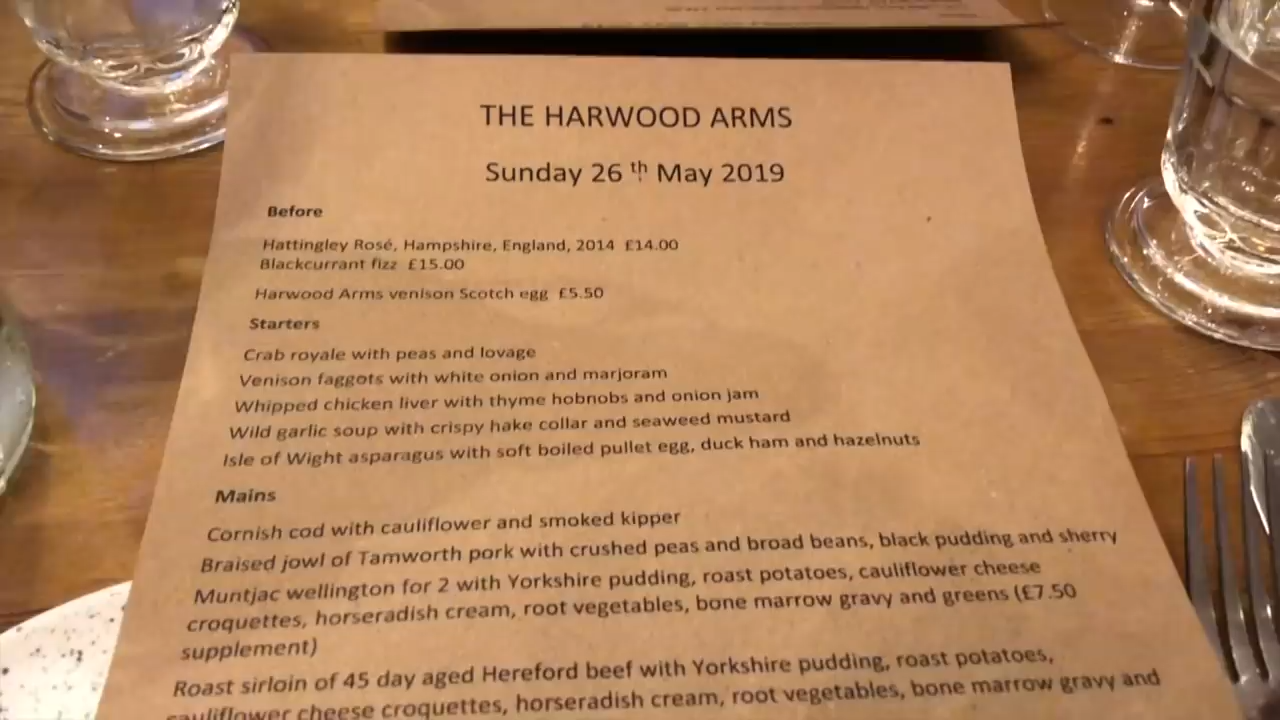 THE HARWOOD ARMS
Sunday 26 th May 2019
Before
Hattingley Rosé, Hampshire, England, 2014 £14.00
Blackcurrant fizz £15.00
Harwood Arms venison Scotch egg £5.50
Starters
Crab royale with peas and lovage
Venison faggots with white onion and marjoram
Whipped chicken liver with thyme hobnobs and onion jam
Wild garlic soup with crispy hake collar and seaweed mustard
Isle of Wight asparagus with soft boiled pullet egg, duck ham and hazelnuts
Mains
Cornish cod with cauliflower and smoked kipper
Braised jowl of Tamworth pork with crushed peas and broad beans, black pudding and sherry
Muntjac wellington for 2 with Yorkshire pudding, roast potatoes, cauliflower cheese
croquettes, horseradish cream, root vegetables, bone marrow gravy and greens (£7.50
supplement)
Roast sirloin of 45 day aged Hereford beef with Yorkshire pudding, roast potatoes,
cauliflower cheese croquettes, horseradish cream, root vegetables, bone marrow gravy and